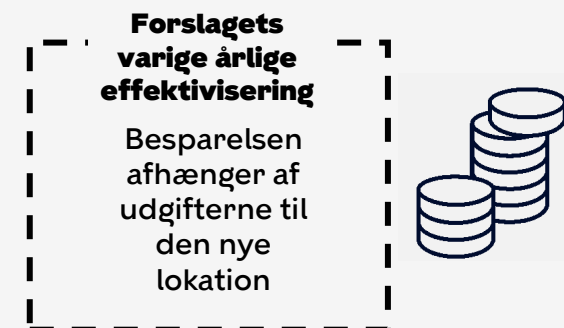 Forslagets
varige årlige
effektivisering
Besparelsen
afhænger af
udgifterne til
den nye
lokation